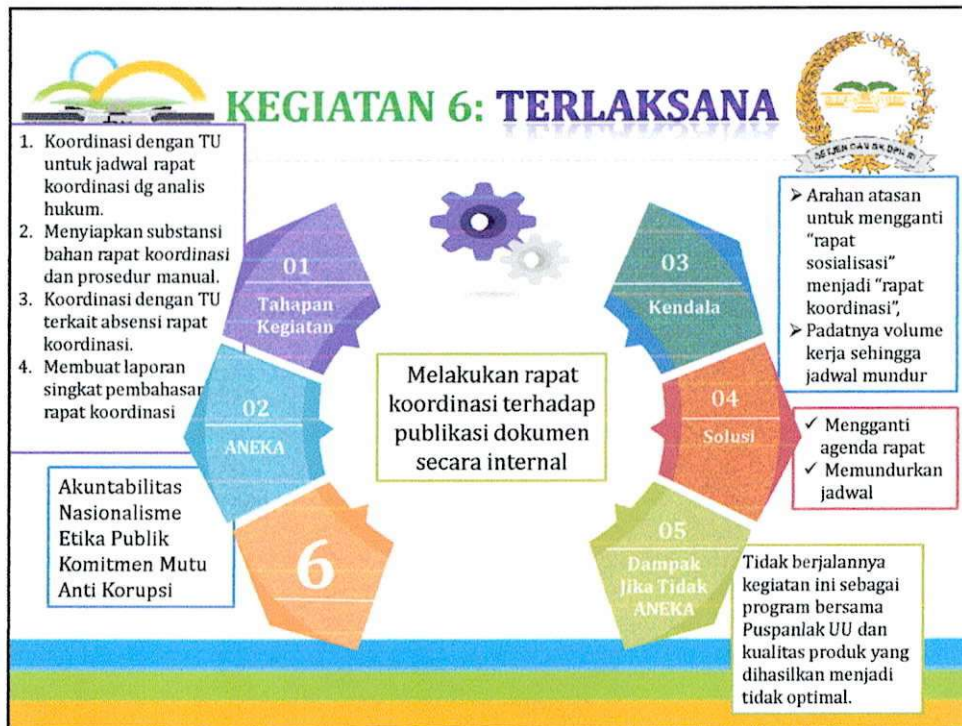 KEGIATAN 6: TERLAKSANA
SETJEN DAN BK DPR RI
1. Koordinasi dengan TU
untuk jadwal rapat
koordinasi dg analis
hukum.
2. Menyiapkan substansi
bahan rapat koordinasi
dan prosedur manual.
3. Koordinasi dengan TU
terkait absensi rapat
koordinasi.
4. Membuat laporan
singkat pembahasan
rapat koordinasi
01
Tahapan
Kegiatan
02
ANEKA
Akuntabilitas
Nasionalisme
Etika Publik
Komitmen Mutu
Anti Korupsi
6
Melakukan rapat
koordinasi terhadap
publikasi dokumen
secara internal
03
Kendala
➢ Arahan atasan
untuk mengganti
“rapat
sosialisasi”
menjadi “rapat
koordinasi”,
➢ Padatnya volume
kerja sehingga
jadwal mundur
04
Solusi
✓ Mengganti
agenda rapat
✓ Memundurkan
jadwal
05
Dampak
Jika Tidak
ANEKA
Tidak berjalannya
kegiatan ini sebagai
program bersama
Puspanlak UU dan
kualitas produk yang
dihasilkan menjadi
tidak optimal.